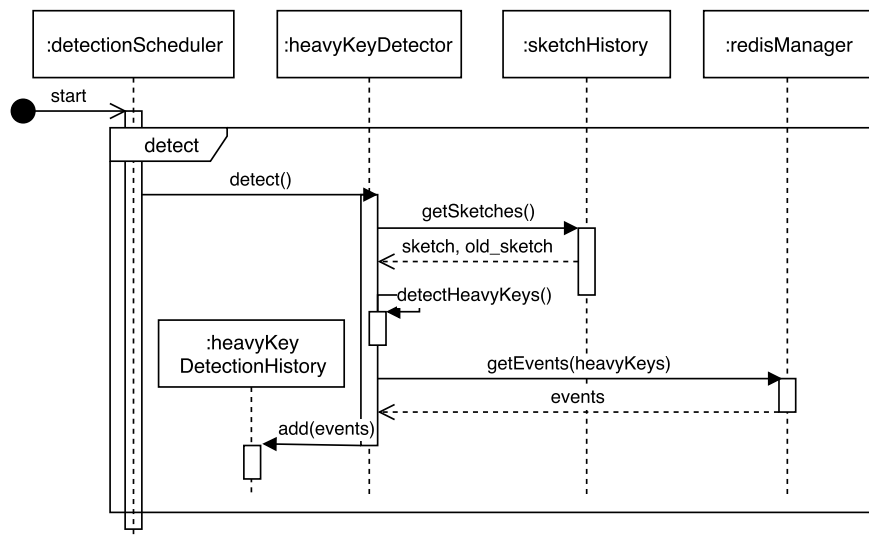 :detectionScheduler
:heavyKeyDetector
:sketchHistory
:redisManager
start
detect
detect()
getSketches()
sketch, old_sketch
detectHeavyKeys()
:heavyKey
DetectionHistory
getEvents(heavyKeys)
events
add(events)